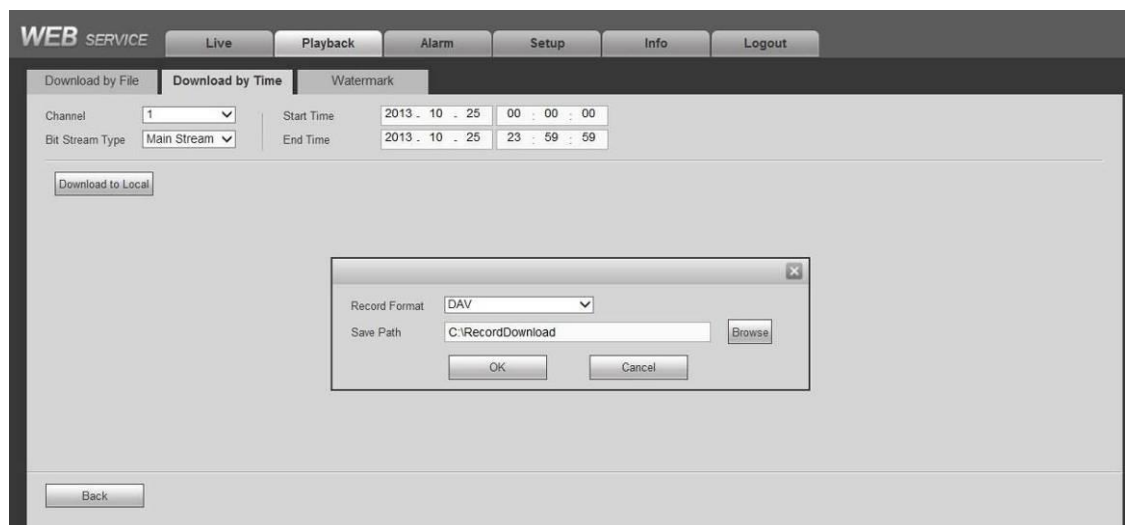 WEB SERVICE Live Playback Alarm Setup Info Logout
Download by File Download by Time Watermark
Channel 1 Start Time 2013 . 10 . 25 00 : 00 : 00
Bit Stream Type Main Stream End Time 2013 . 10 . 25 23 : 59 : 59
Download to Local
Record Format DAV
Save Path C:\RecordDownload Browse
OK Cancel
Back